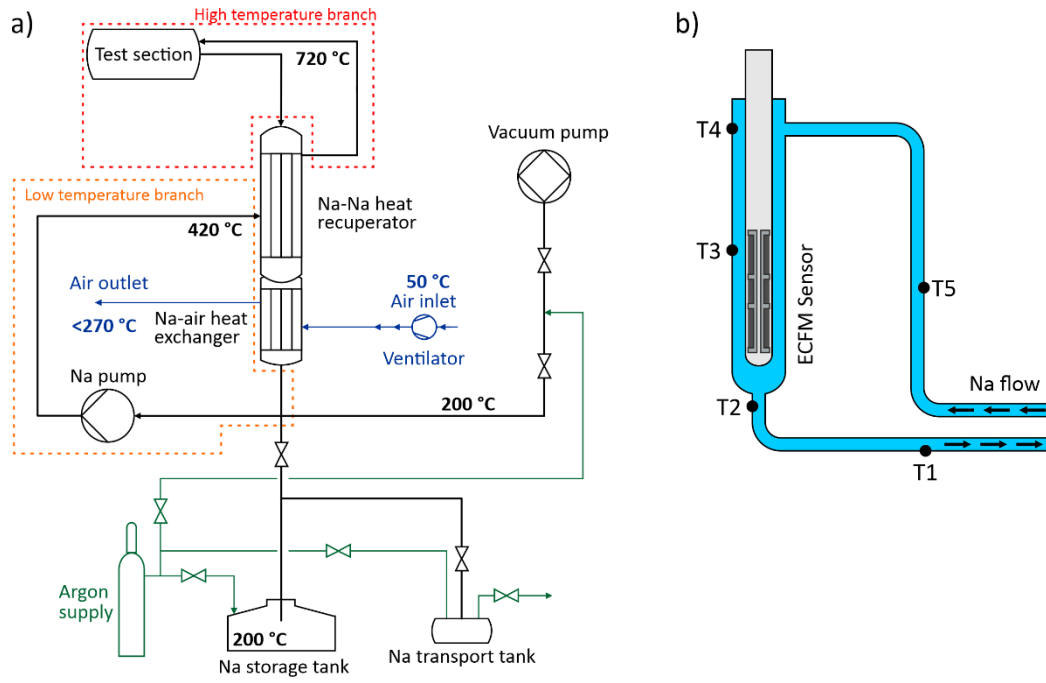 a)
High temperature branch
Test section
720 °C
Vacuum pump
Low temperature branch
Na-Na heat
recuperator
420 °C
Air outlet
<270 °C
Na-air heat
exchanger
50 °C
Air inlet
Ventilator
Na pump
200 °C
Argon
supply
200 °C
Na storage tank
Na transport tank
b)
T4
T3
ECFM Sensor
T5
Na flow
T2
T1